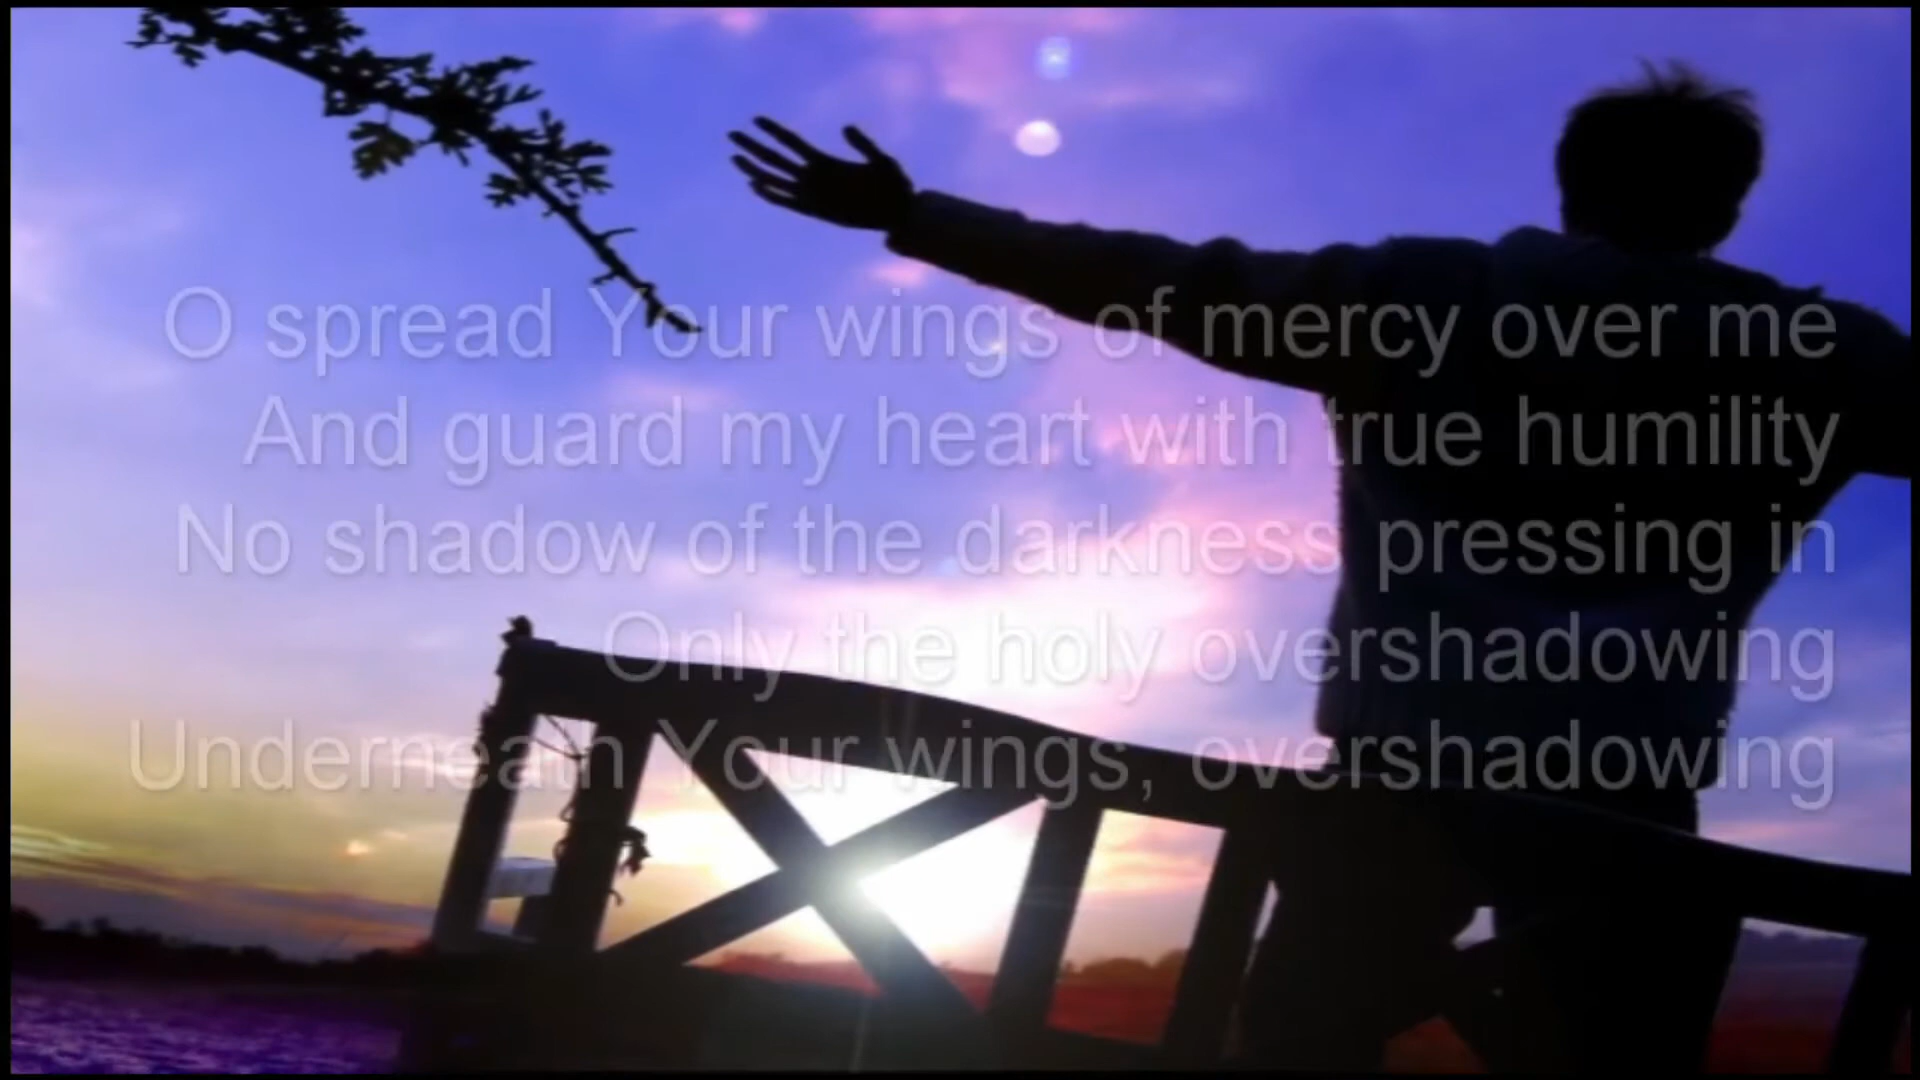 O spread Your wings of mercy over me
And guard my heart with true humility
No shadow of the darkness pressing in
Only the holy overshadowing
Underneath Your wings, overshadowing